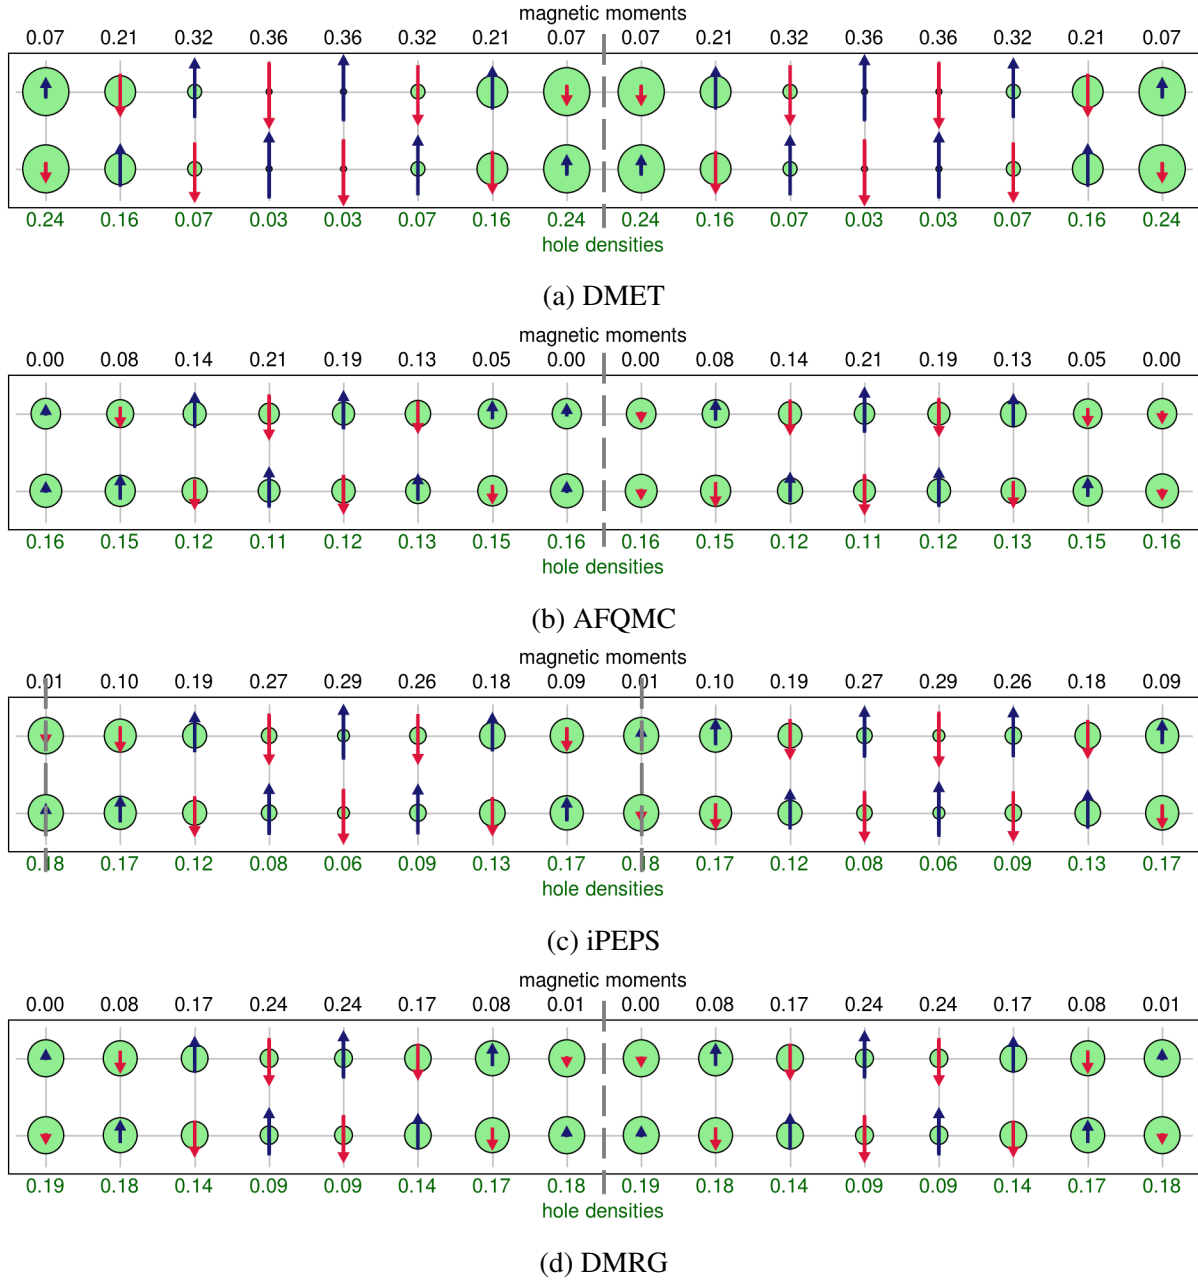 magnetic moments
0.07 0.21 0.32 0.36 0.36 0.32 0.21 0.07 0.07 0.21 0.32 0.36 0.36 0.32 0.21 0.07
0.24 0.16 0.07 0.03 0.03 0.07 0.16 0.24 0.24 0.16 0.07 0.03 0.03 0.07 0.16 0.24
hole densities
(a) DMET
magnetic moments
0.00 0.08 0.14 0.21 0.19 0.13 0.05 0.00 0.00 0.08 0.14 0.21 0.19 0.13 0.05 0.00
0.16 0.15 0.12 0.11 0.12 0.13 0.15 0.16 0.16 0.15 0.12 0.11 0.12 0.13 0.15 0.16
hole densities
(b) AFQMC
magnetic moments
0.01 0.10 0.19 0.27 0.29 0.26 0.18 0.09 0.01 0.10 0.19 0.27 0.29 0.26 0.18 0.09
0.18 0.17 0.12 0.08 0.06 0.09 0.13 0.17 0.18 0.17 0.12 0.08 0.06 0.09 0.13 0.17
hole densities
(c) iPEPS
magnetic moments
0.00 0.08 0.17 0.24 0.24 0.17 0.08 0.01 0.00 0.08 0.17 0.24 0.24 0.17 0.08 0.01
0.19 0.18 0.14 0.09 0.09 0.14 0.17 0.18 0.19 0.18 0.14 0.09 0.09 0.14 0.17 0.18
hole densities
(d) DMRG